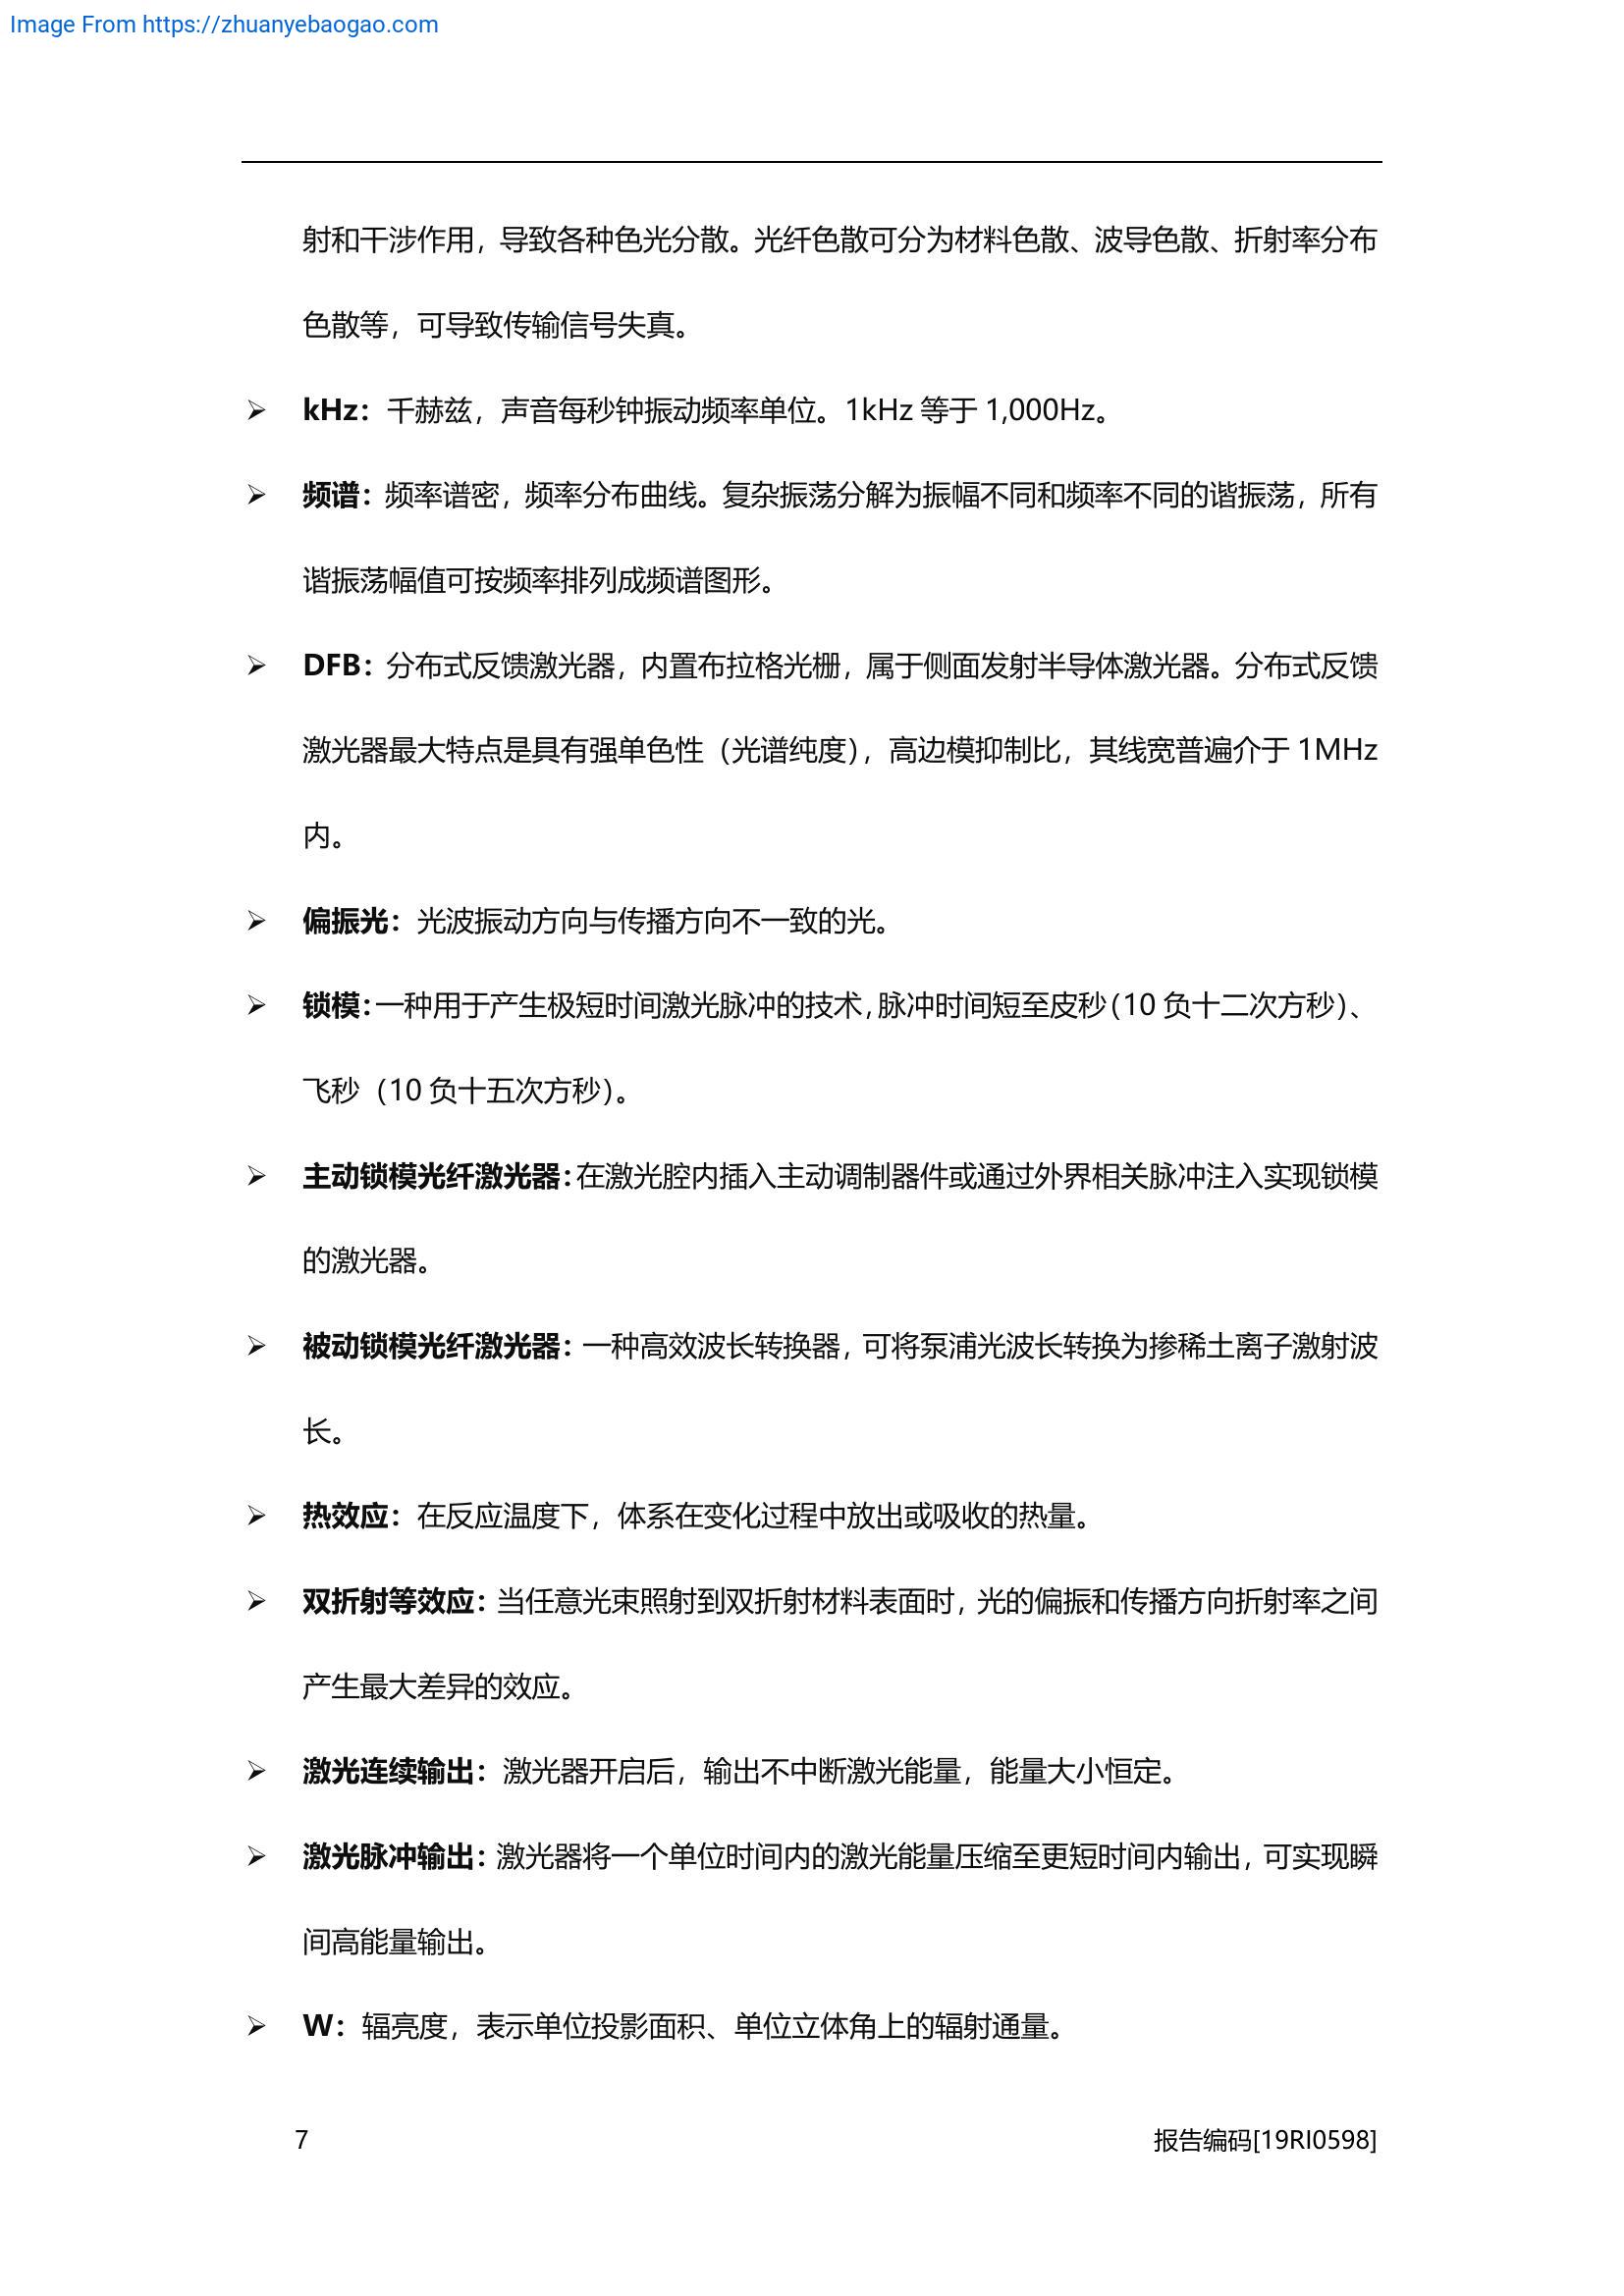 Image From https://zhuanyebaogao.com
射和干涉作用，导致各种色光分散。光纤色散可分为材料色散、波导色散、折射率分布
色散等，可导致传输信号失真。
➢ kHz：千赫兹，声音每秒钟振动频率单位。1kHz 等于 1,000Hz。
➢ 频谱：频率谱密，频率分布曲线。复杂振荡分解为振幅不同和频率不同的谐振荡，所有
谐振荡幅值可按频率排列成频谱图形。
➢ DFB：分布式反馈激光器，内置布拉格光栅，属于侧面发射半导体激光器。分布式反馈
激光器最大特点是具有强单色性（光谱纯度），高边模抑制比，其线宽普遍介于 1MHz
内。
➢ 偏振光：光波振动方向与传播方向不一致的光。
➢ 锁模：一种用于产生极短时间激光脉冲的技术，脉冲时间短至皮秒（10 负十二次方秒）、
飞秒（10 负十五次方秒）。
➢ 主动锁模光纤激光器：在激光腔内插入主动调制器件或通过外界相关脉冲注入实现锁模
的激光器。
➢ 被动锁模光纤激光器：一种高效波长转换器，可将泵浦光波长转换为掺稀土离子激射波
长。
➢ 热效应：在反应温度下，体系在变化过程中放出或吸收的热量。
➢ 双折射等效应：当任意光束照射到双折射材料表面时，光的偏振和传播方向折射率之间
产生最大差异的效应。
➢ 激光连续输出：激光器开启后，输出不中断激光能量，能量大小恒定。
➢ 激光脉冲输出：激光器将一个单位时间内的激光能量压缩至更短时间内输出，可实现瞬
间高能量输出。
➢ W：辐亮度，表示单位投影面积、单位立体角上的辐射通量。
7
报告编码[19RI0598]